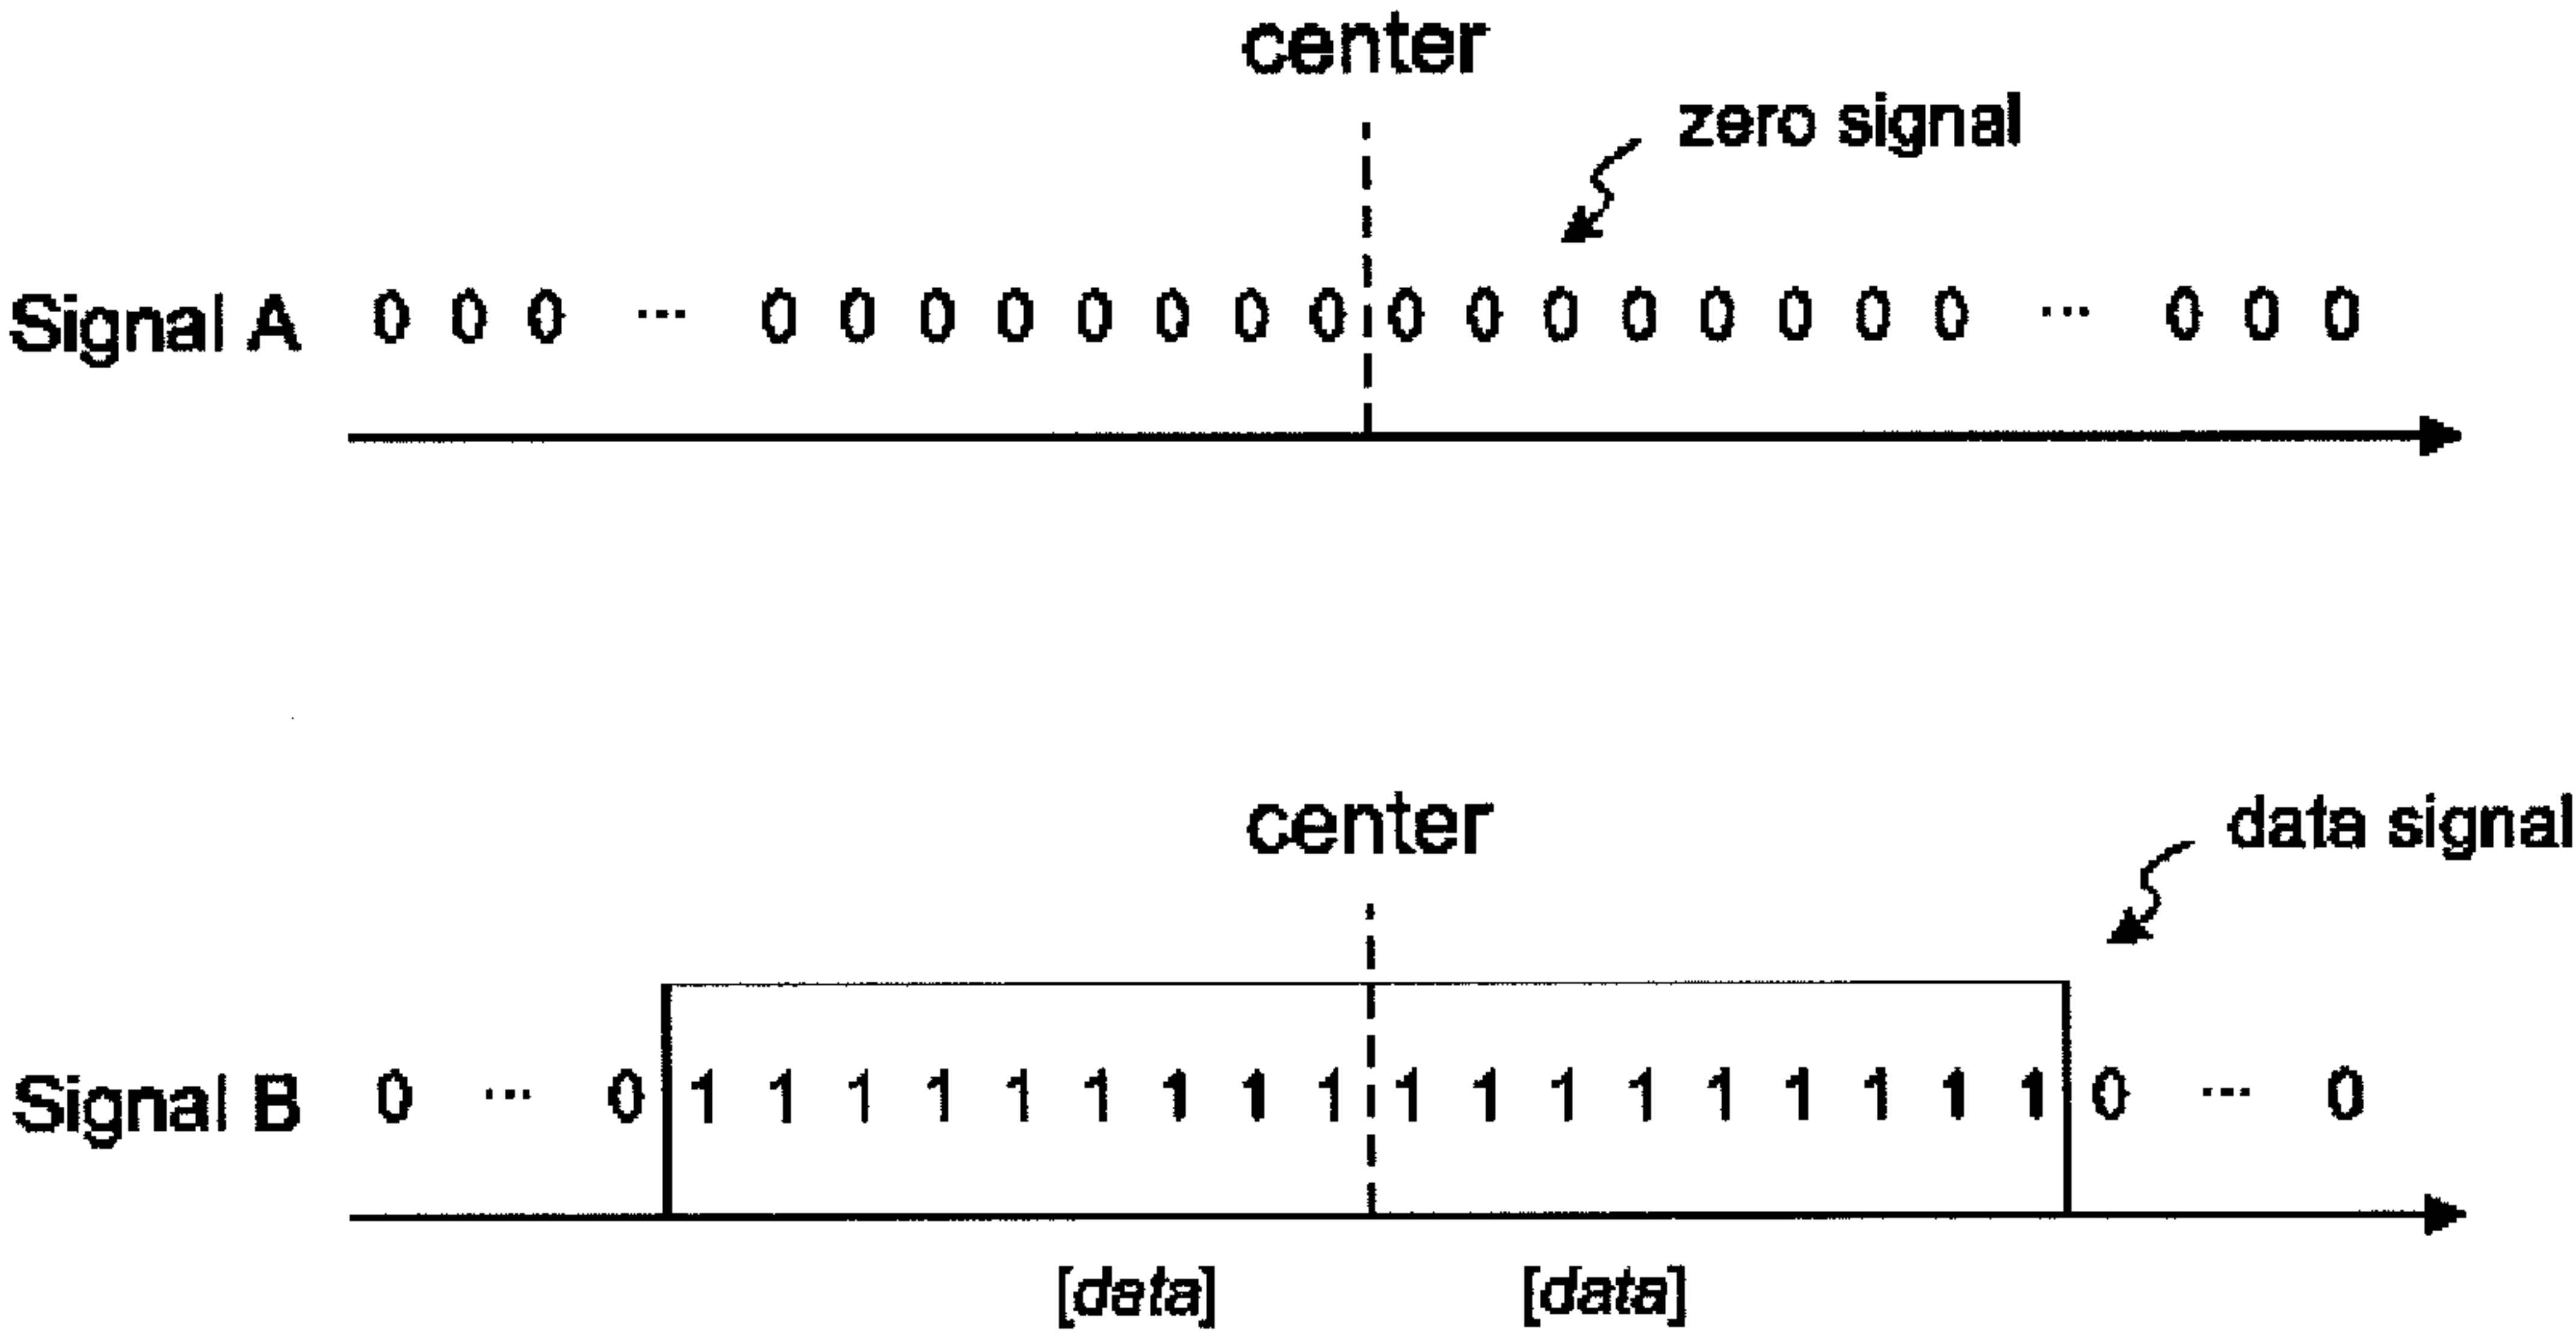 center
zero signal
Signal A 0 0 0 ... 0 0 0 0 0 0 0 0 0 0 0 0 0 0 0 0 ... 0 0 0
center
data signal
Signal B 0 ... 0 1 1 1 1 1 1 1 1 1 1 1 1 1 1 1 1 1 1 0 ... 0
[data] [data]